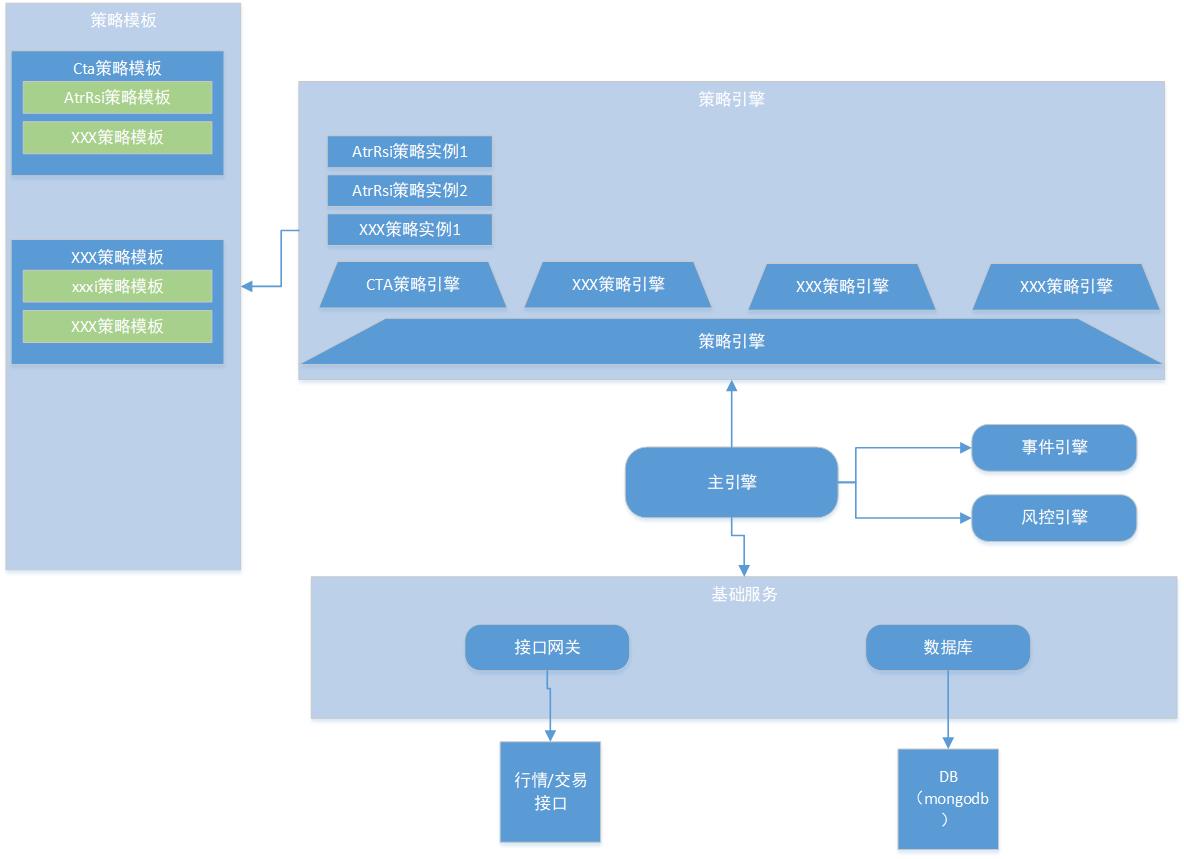 策略模板
Cta策略模板
AtrRsi策略模板
XXX策略模板
XXX策略模板
xxxi策略模板
XXX策略模板
策略引擎
AtrRsi策略实例1
AtrRsi策略实例2
XXX策略实例1
CTA策略引擎
XXX策略引擎
XXX策略引擎
XXX策略引擎
策略引擎
主引擎
事件引擎
风控引擎
基础服务
接口网关
数据库
行情/交易
接口
DB
（mongodb
）